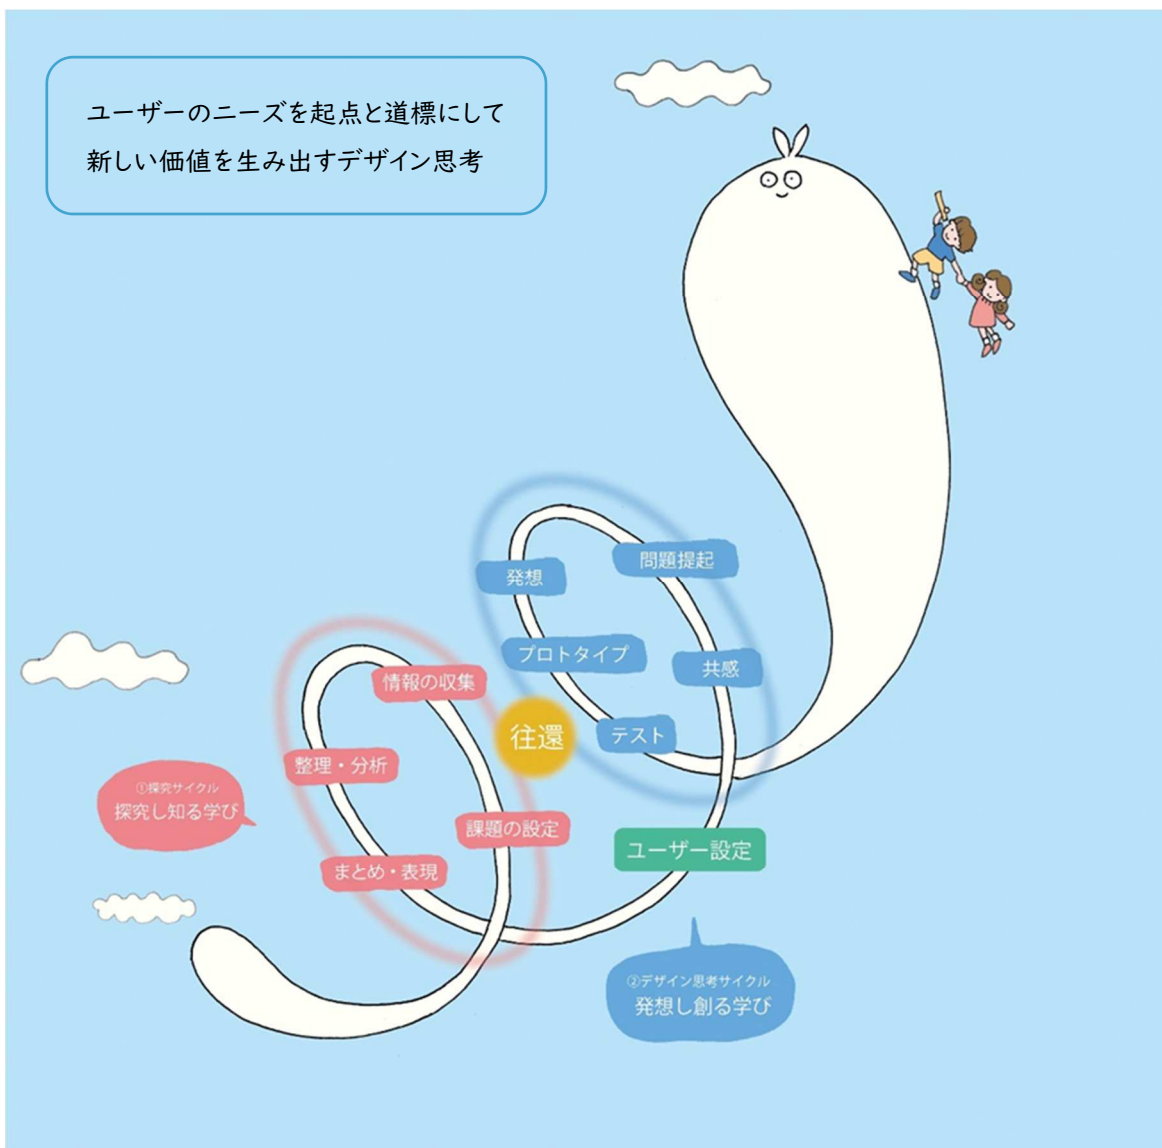 ユーザーのニーズを起点と道標にして
新しい価値を生み出すデザイン思考
問題提起
発想
プロトタイプ
共感
テスト
往還
情報の収集
整理・分析
課題の設定
まとめ・表現
①探究サイクル
探究し知る学び
ユーザー設定
②デザイン思考サイクル
発想し創る学び